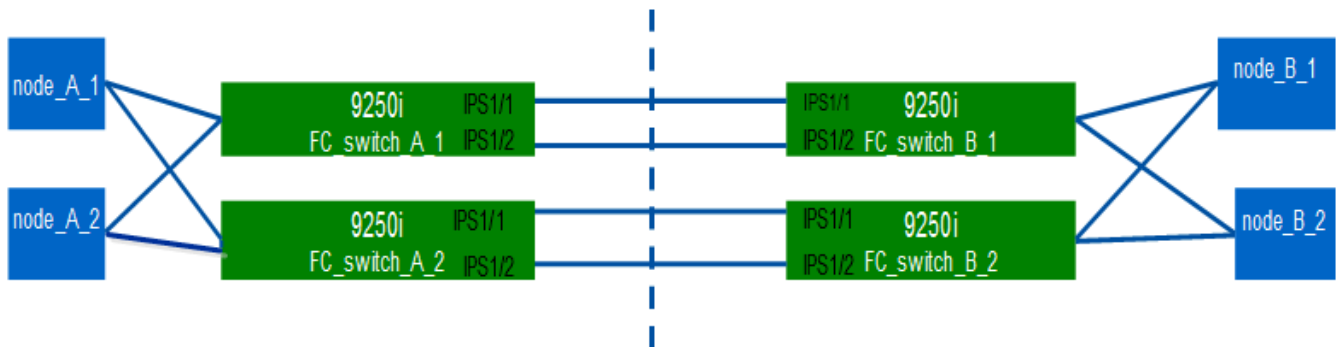 node_A_1
9250i
IPS1/1
FC_switch_A_1
IPS1/2
IPS1/1
9250i
IPS1/2
FC_switch_B_1
node_B_1
node_A_2
9250i
IPS1/1
FC_switch_A_2
IPS1/2
IPS1/1
9250i
IPS1/2
FC_switch_B_2
node_B_2